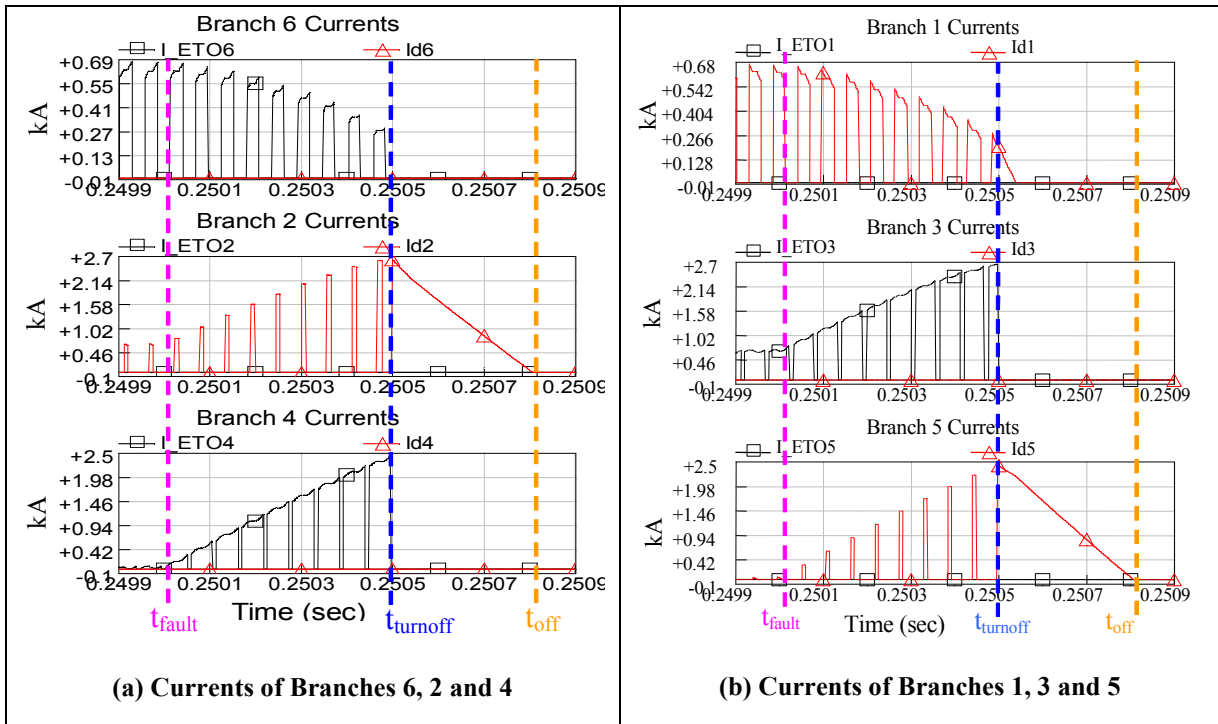 Branch 6 Currents
I_ETO6 Id6
kA
+0.69
+0.55
+0.41
+0.27
+0.13
-0.01
0.2499 0.2501 0.2503 0.2505 0.2507 0.2509
Branch 2 Currents
I_ETO2 Id2
kA
+2.7
+2.14
+1.58
+1.02
+0.46
-0.1
0.2499 0.2501 0.2503 0.2505 0.2507 0.2509
Branch 4 Currents
I_ETO4 Id4
kA
+2.5
+1.98
+1.46
+0.94
+0.42
-0.1
0.2499 0.2501 0.2503 0.2505 0.2507 0.2509
Time (sec)
tfault tturnoff toff
(a) Currents of Branches 6, 2 and 4
Branch 1 Currents
I_ETO1 Id1
kA
+0.68
+0.542
+0.404
+0.266
+0.128
-0.01
0.2499 0.2501 0.2503 0.2505 0.2507 0.2509
Branch 3 Currents
I_ETO3 Id3
kA
+2.7
+2.14
+1.58
+1.02
+0.46
-0.1
0.2499 0.2501 0.2503 0.2505 0.2507 0.2509
Branch 5 Currents
I_ETO5 Id5
kA
+2.5
+1.98
+1.46
+0.94
+0.42
-0.1
0.2499 0.2501 0.2503 0.2505 0.2507 0.2509
tfault Time (sec) tturnoff toff
(b) Currents of Branches 1, 3 and 5